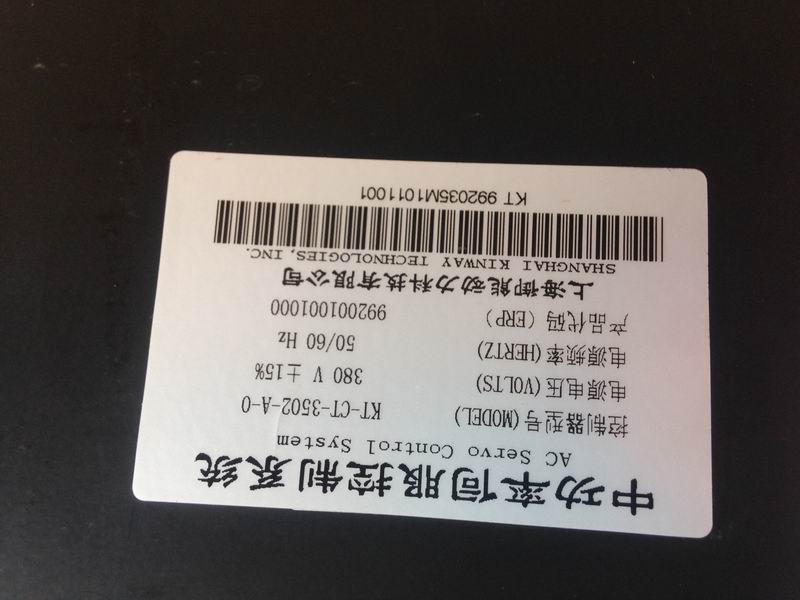 中功率伺服控制系统
AC Servo Control System
控制器型号(MODEL) KT-CT-3502-A-0
电源电压(VOLTS) 380 V ±15%
电源频率(HERTZ) 50/60 Hz
产品代码(ERP) 992001001000
上海御能动力科技有限公司
SHANGHAI KINWAY TECHNOLOGIES, INC.
KT 992035M1011001